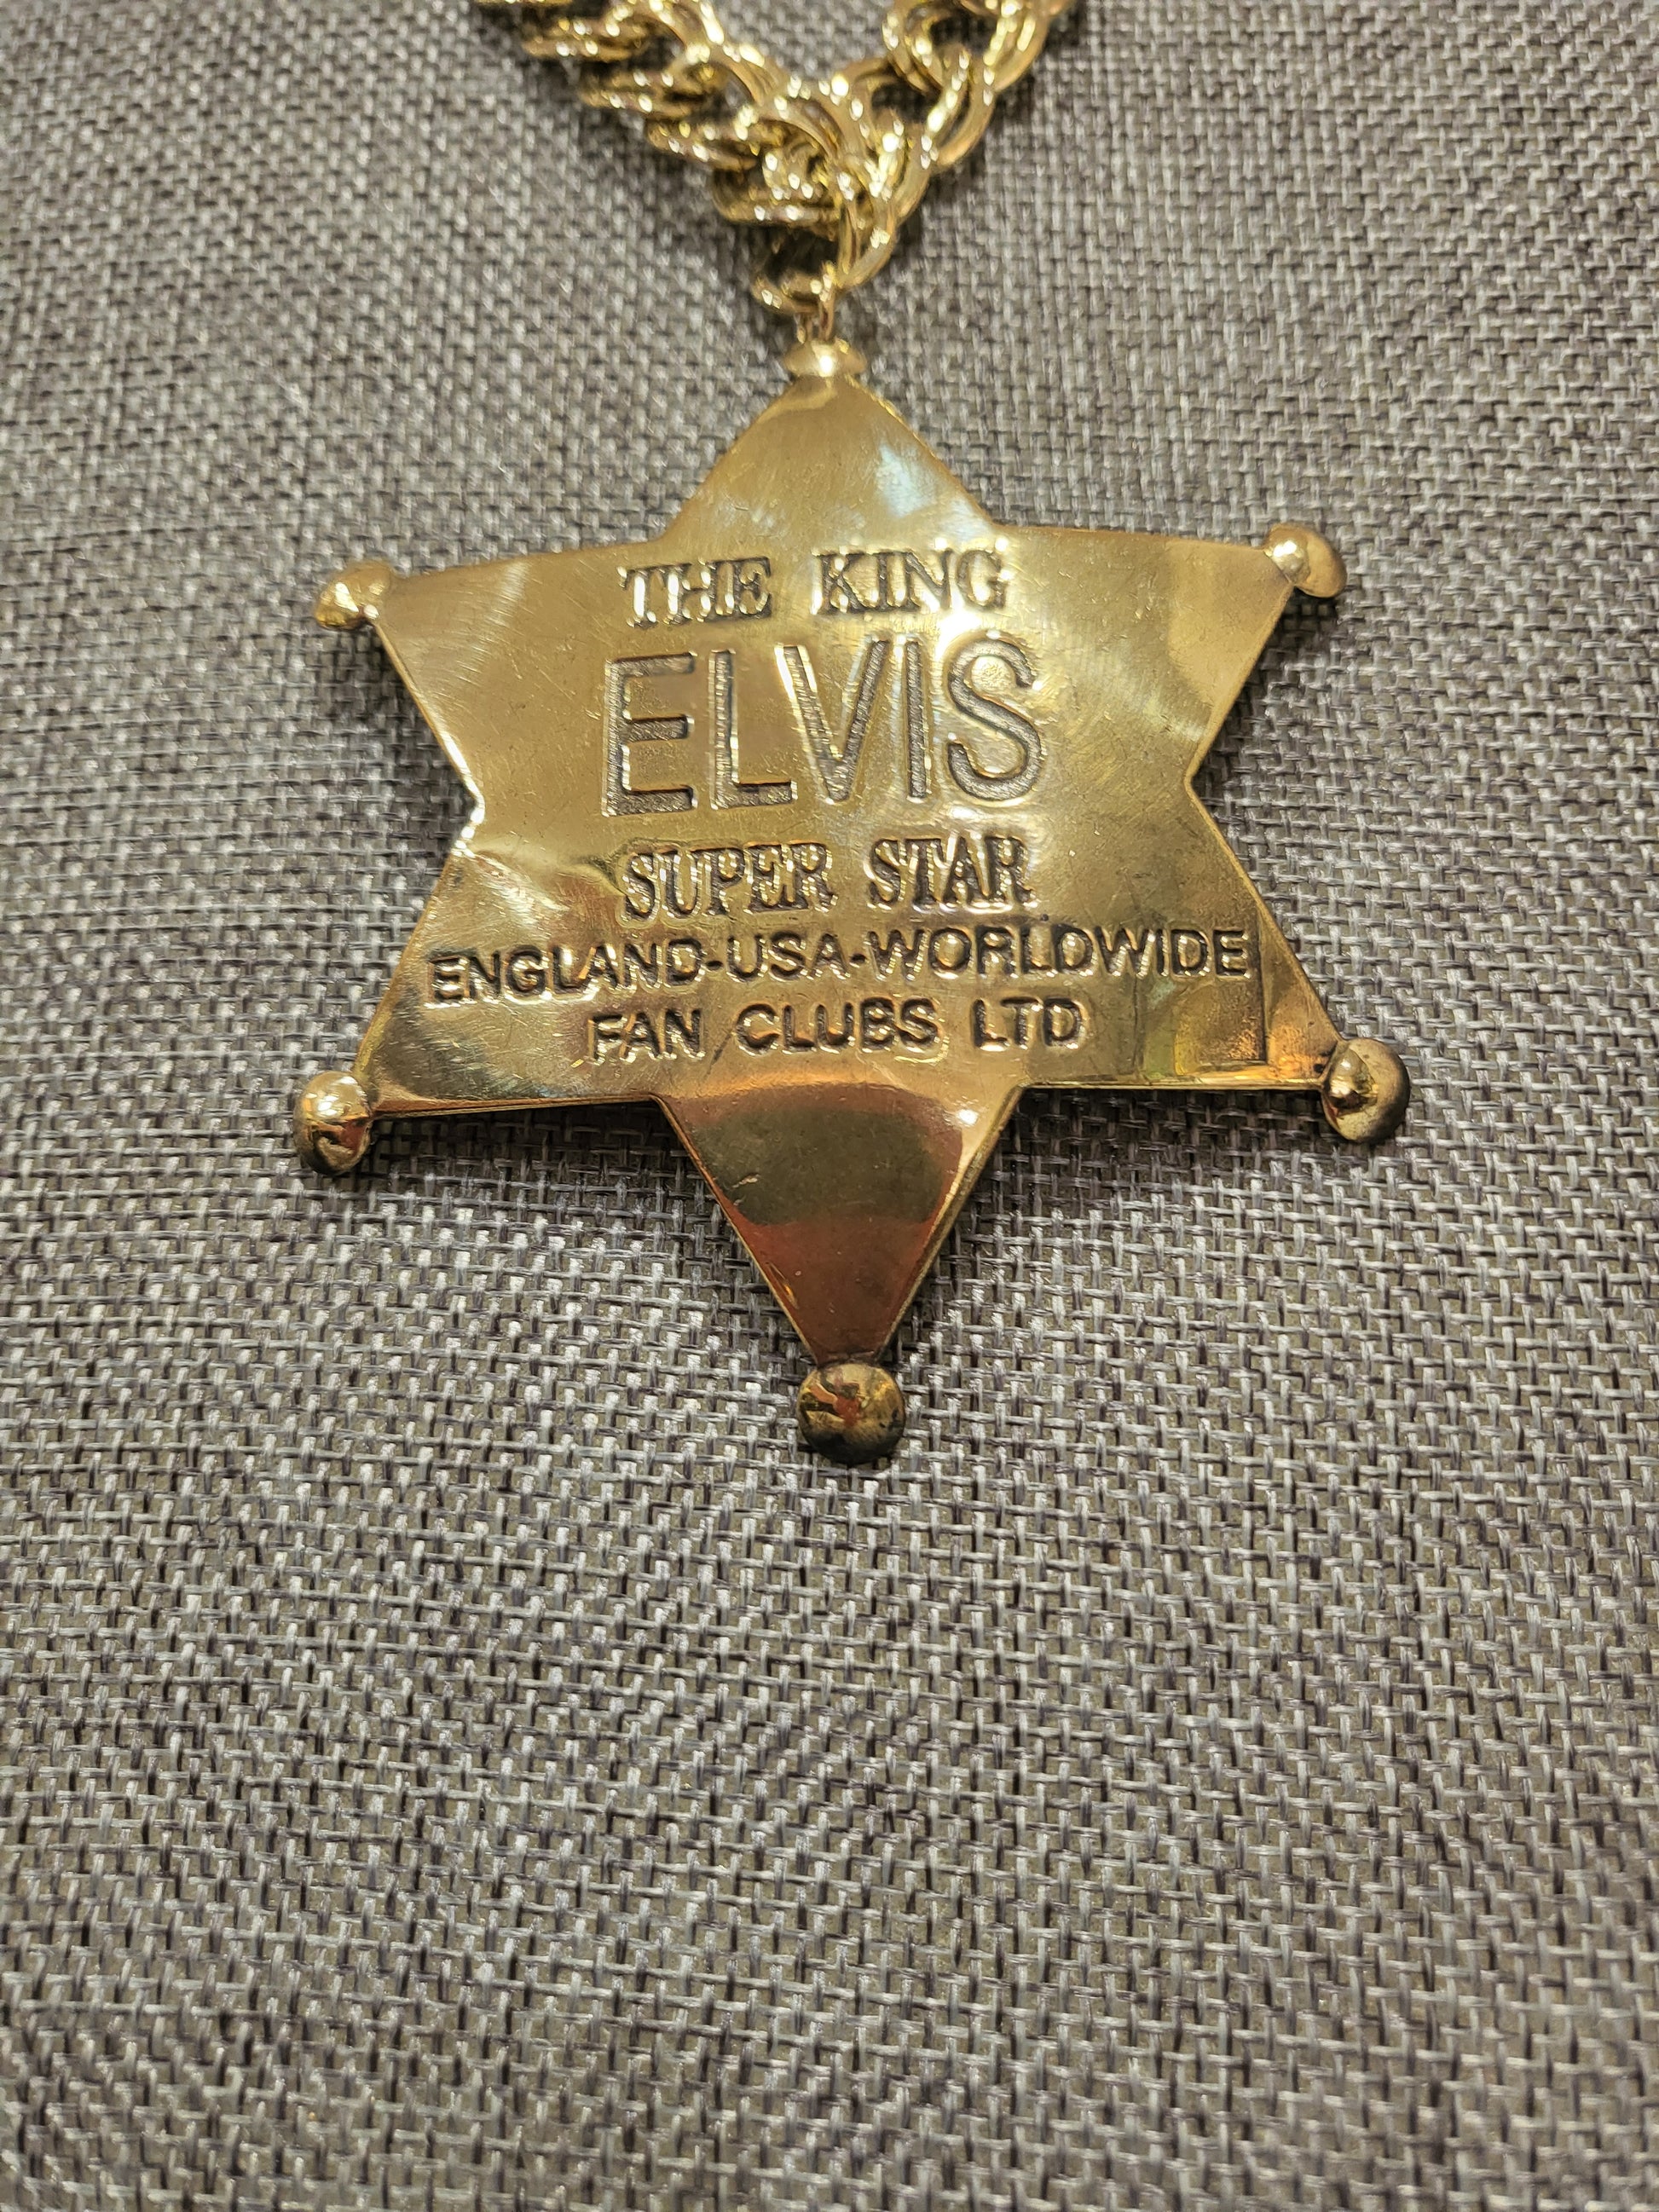 THE KING
ELVIS
SUPER STAR
ENGLAND-USA-WORLDWIDE
FAN CLUBS LTD